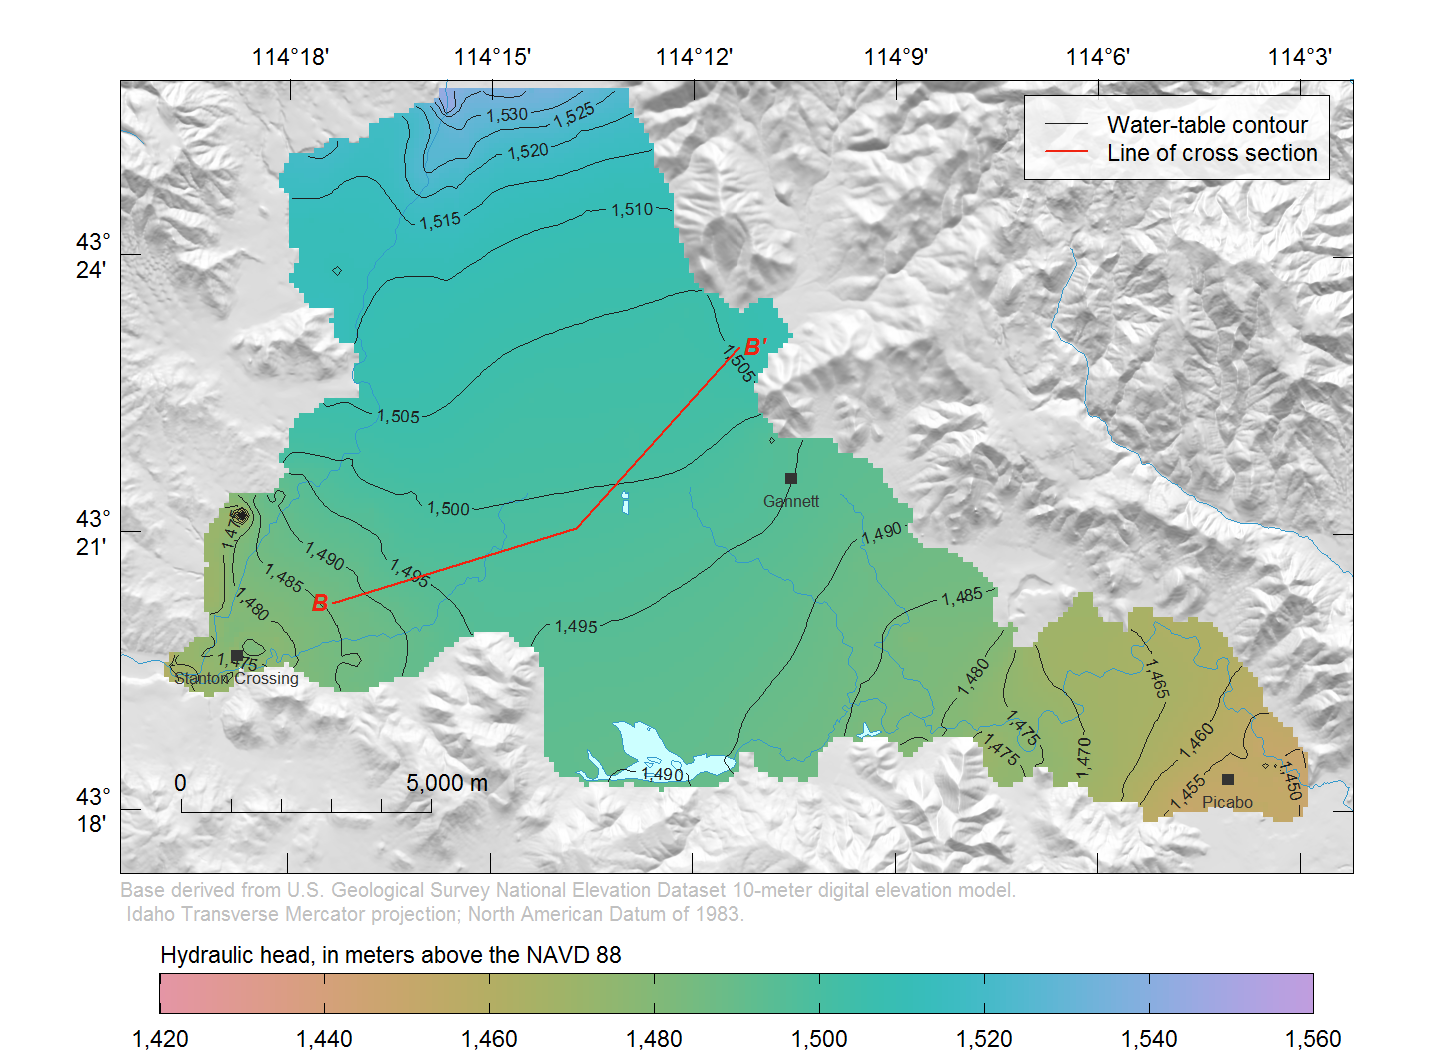 114°18' 114°15' 114°12' 114°9' 114°6' 114°3'
Water-table contour
Line of cross section
1,530
1,525
1,520
1,515
1,510
43°
24'
B'
1,505
1,505
1,500
Gannett
43°
21'
1,47
1,490
1,490
1,485
1,495
1,480
B
1,485
1,495
1,475
Stanton Crossing
1,480
1,465
1,475
1,475
1,470
1,460
1,490
1,455
1,450
Picabo
0 5,000 m
43°
18'
Base derived from U.S. Geological Survey National Elevation Dataset 10-meter digital elevation model.
Idaho Transverse Mercator projection; North American Datum of 1983.
Hydraulic head, in meters above the NAVD 88
1,420 1,440 1,460 1,480 1,500 1,520 1,540 1,560